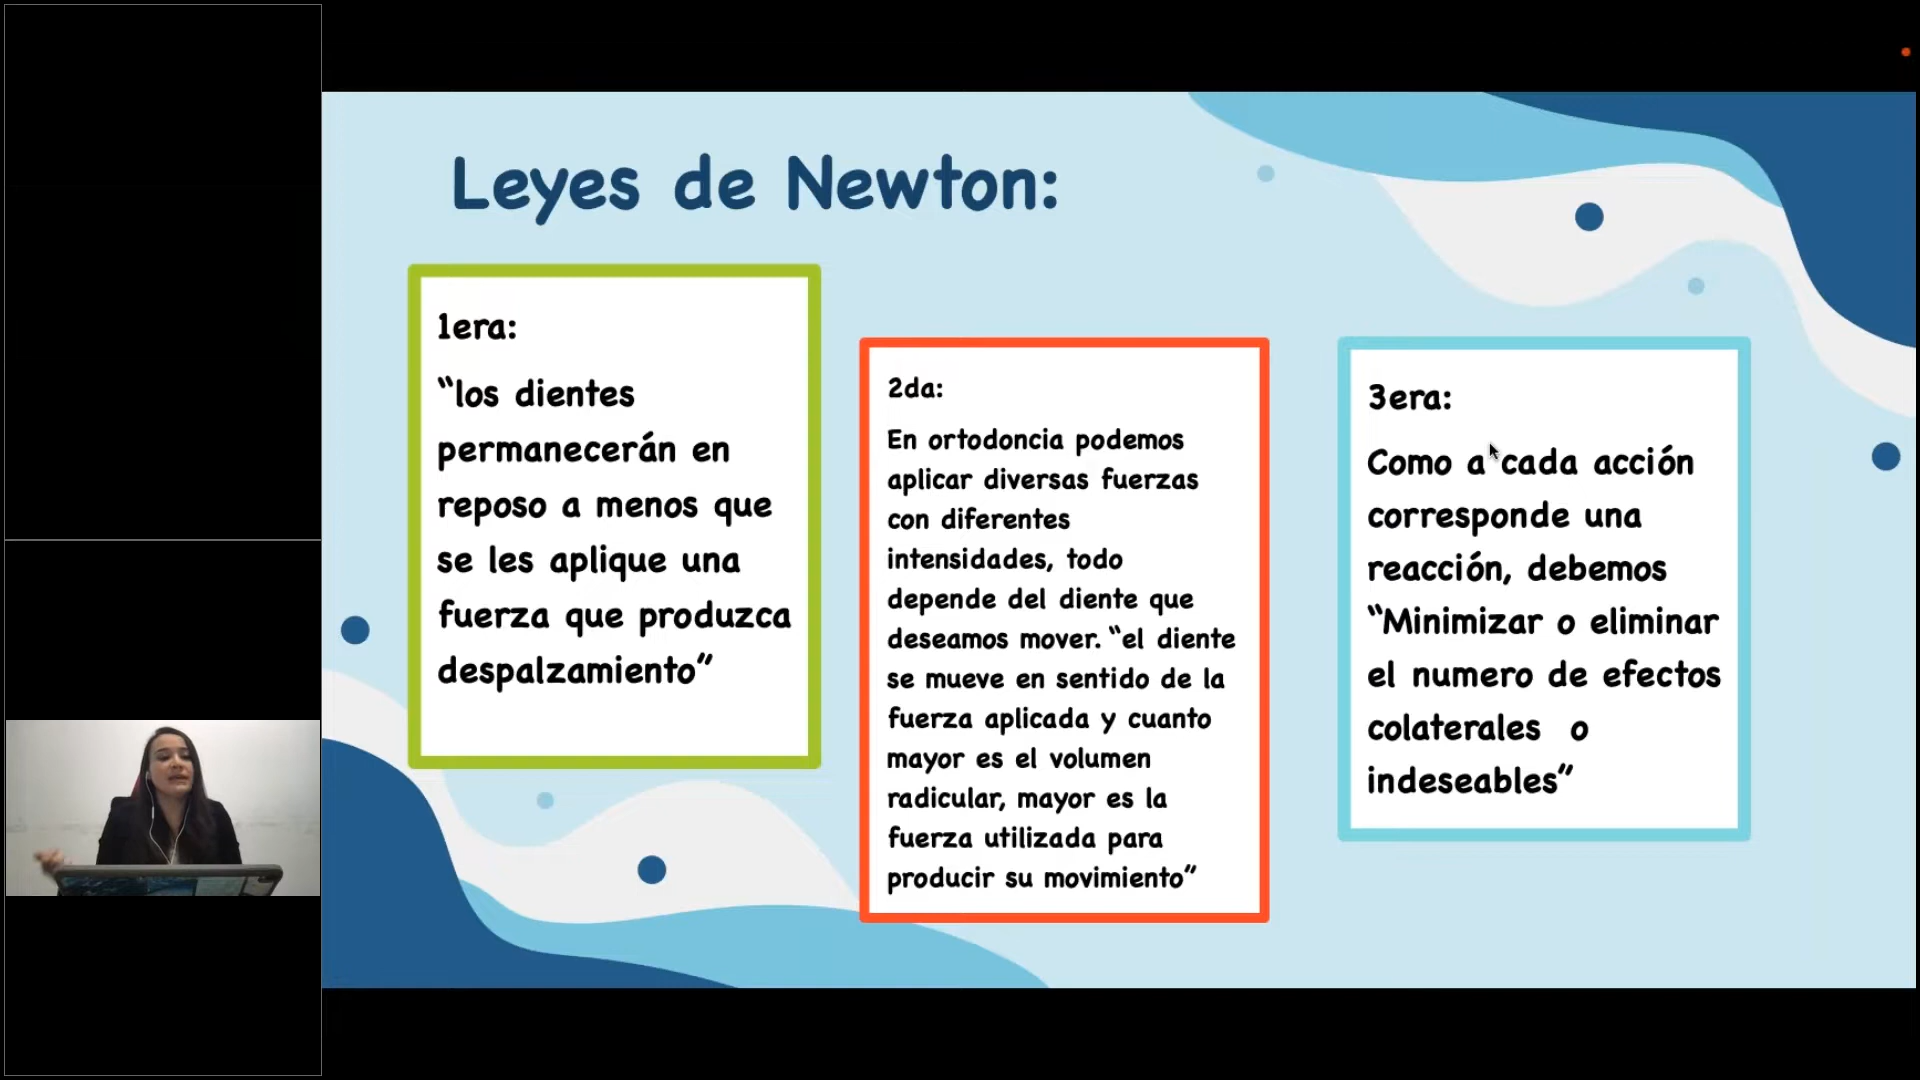 Leyes de Newton:
1era:
“los dientes
permanecerán en
reposo a menos que
se les aplique una
fuerza que produzca
despalzamiento”
2da:
En ortodoncia podemos
aplicar diversas fuerzas
con diferentes
intensidades, todo
depende del diente que
deseamos mover. “el diente
se mueve en sentido de la
fuerza aplicada y cuanto
mayor es el volumen
radicular, mayor es la
fuerza utilizada para
producir su movimiento”
3era:
Como a cada acción
corresponde una
reacción, debemos
“Minimizar o eliminar
el numero de efectos
colaterales o
indeseables”